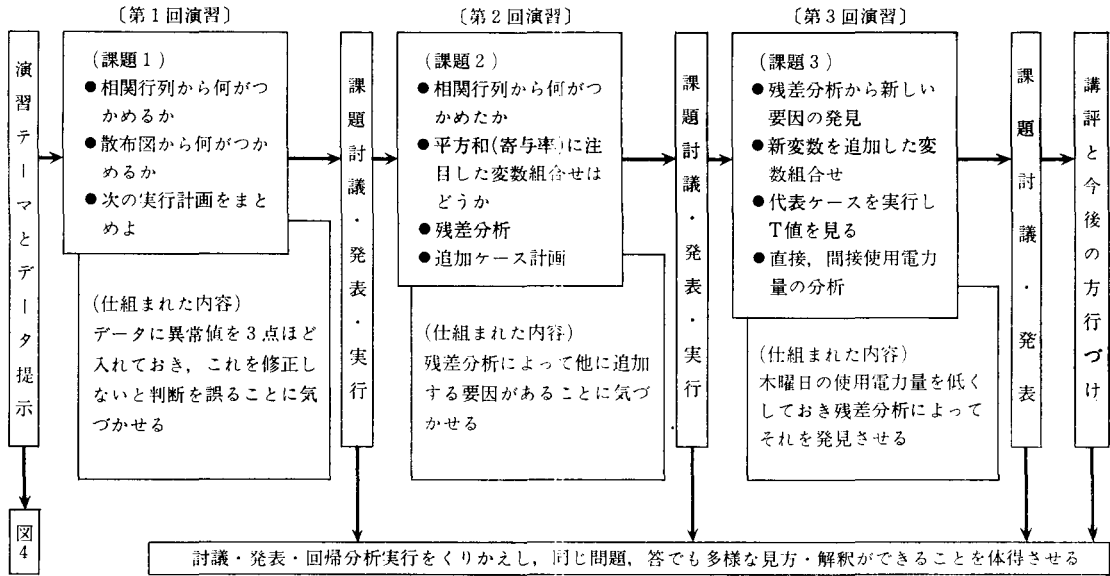 〔第1回演習〕
〔第2回演習〕
〔第3回演習〕
演習テーマとデータ提示
(課題1)
●相関行列から何がつ
かめるか
●散布図から何がつか
めるか
●次の実行計画をまと
めよ
(仕組まれた内容)
データに異常値を3点ほど
入れておき，これを修正し
ないと判断を誤ることに気
づかせる
課題討議・発表・実行
(課題2)
●相関行列から何がつ
かめたか
●平方和(寄与率)に注
目した変数組合せは
どうか
●残差分析
●追加ケース計画
(仕組まれた内容)
残差分析によって他に追加
する要因があることに気づ
かせる
課題討議・発表・実行
(課題3)
●残差分析から新しい
要因の発見
●新変数を追加した変
数組合せ
●代表ケースを実行し
T値を見る
●直接，間接使用電力
量の分析
(仕組まれた内容)
木曜日の使用電力量を低く
しておき残差分析によって
それを発見させる
課題討議・発表
講評と今後の方行づけ
図4
討議・発表・回帰分析実行をくりかえし，同じ問題，答でも多様な見方・解釈ができることを体得させる